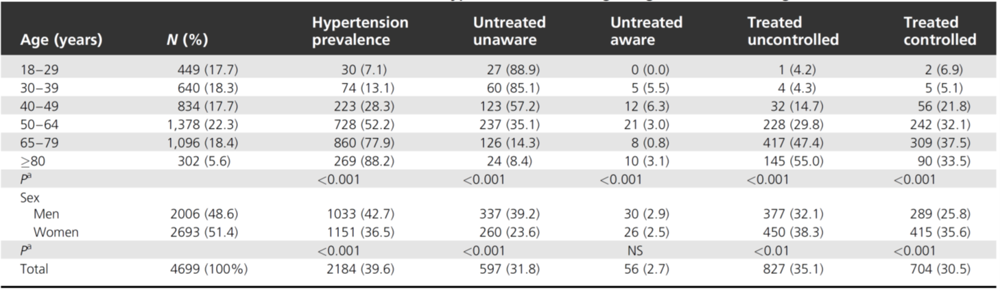 Age (years) N (%) Hypertension prevalence Untreated unaware Untreated aware Treated uncontrolled Treated controlled
18–29 449 (17.7) 30 (7.1) 27 (88.9) 0 (0.0) 1 (4.2) 2 (6.9)
30–39 640 (18.3) 74 (13.1) 60 (85.1) 5 (5.5) 4 (4.3) 5 (5.1)
40–49 834 (17.7) 223 (28.3) 123 (57.2) 12 (6.3) 32 (14.7) 56 (21.8)
50–64 1,378 (22.3) 728 (52.2) 237 (35.1) 21 (3.0) 228 (29.8) 242 (32.1)
65–79 1,096 (18.4) 860 (77.9) 126 (14.3) 8 (0.8) 417 (47.4) 309 (37.5)
≥80 302 (5.6) 269 (88.2) 24 (8.4) 10 (3.1) 145 (55.0) 90 (33.5)
Pᵃ <0.001 <0.001 <0.001 <0.001 <0.001
Sex
Men 2006 (48.6) 1033 (42.7) 337 (39.2) 30 (2.9) 377 (32.1) 289 (25.8)
Women 2693 (51.4) 1151 (36.5) 260 (23.6) 26 (2.5) 450 (38.3) 415 (35.6)
Pᵃ <0.001 <0.001 NS <0.01 <0.001
Total 4699 (100%) 2184 (39.6) 597 (31.8) 56 (2.7) 827 (35.1) 704 (30.5)